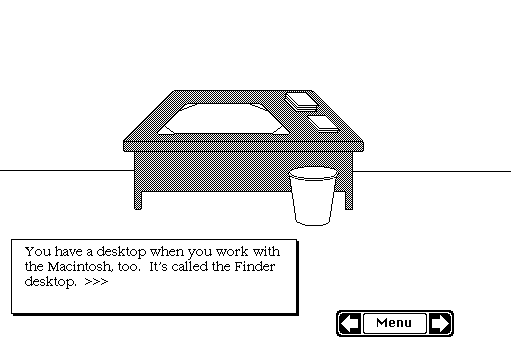 You have a desktop when you work with
the Macintosh, too.  It's called the Finder
desktop.  >>>
Menu